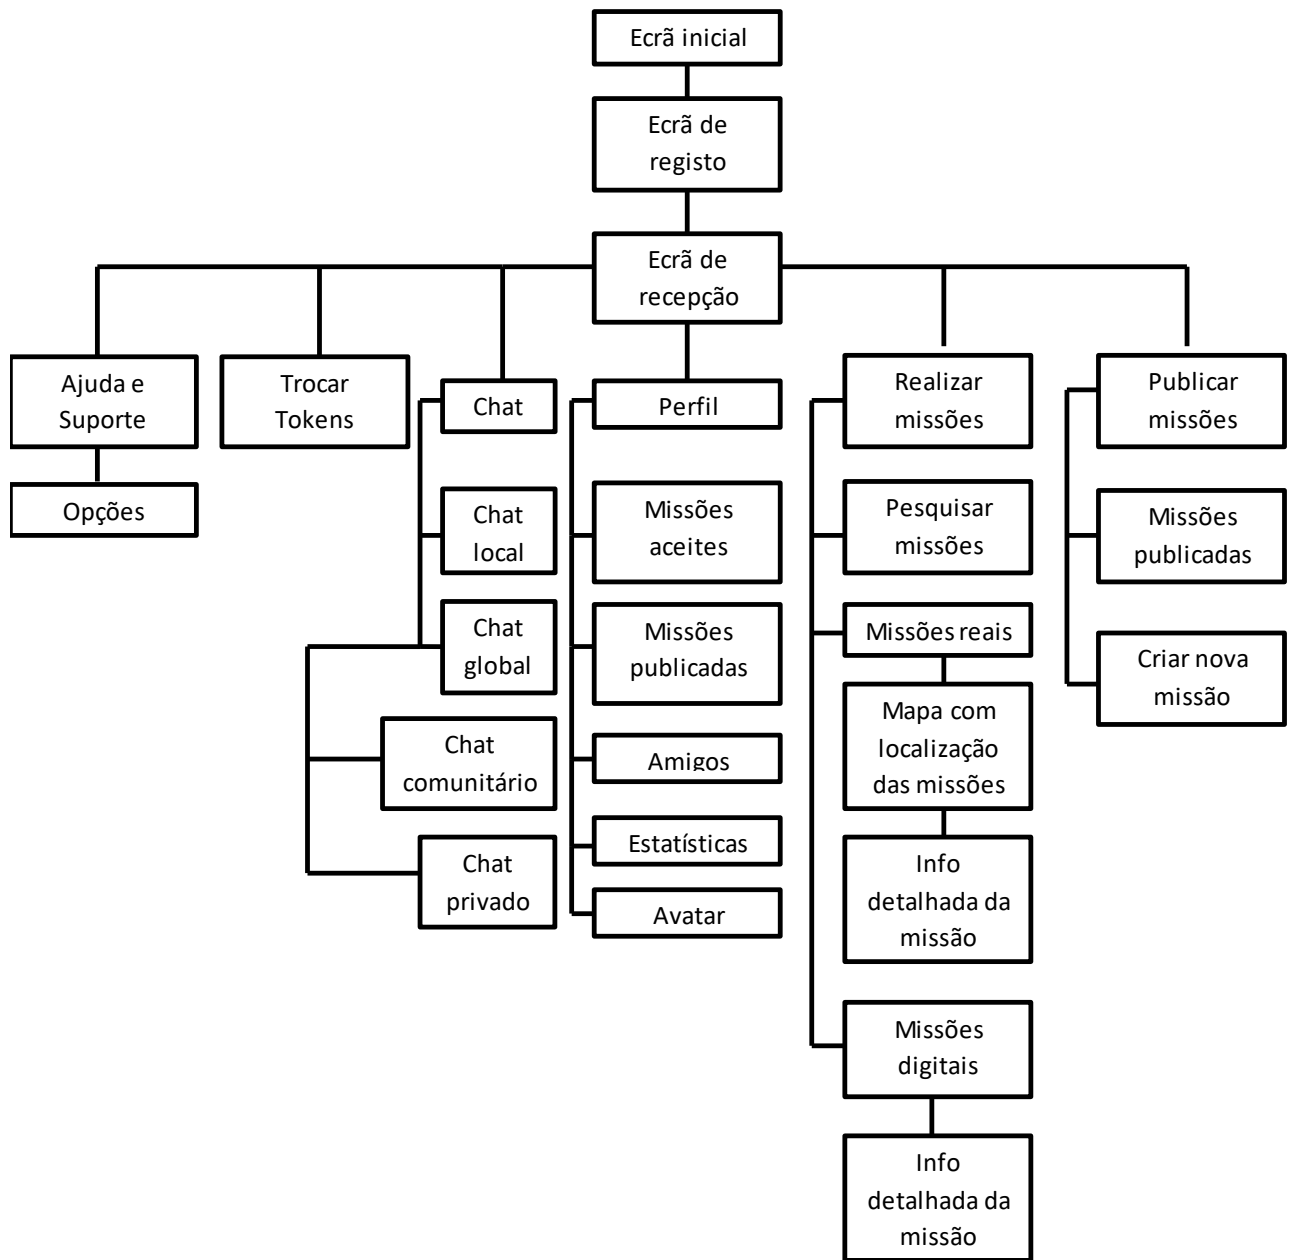 Ecrã inicial
Ecrã de
registo
Ecrã de
recepção
Ajuda e
Suporte
Opções
Trocar
Tokens
Chat
Chat
local
Chat
global
Chat
comunitário
Chat
privado
Perfil
Missões
aceites
Missões
publicadas
Amigos
Estatísticas
Avatar
Realizar
missões
Pesquisar
missões
Missões reais
Mapa com
localização
das missões
Info
detalhada da
missão
Missões
digitais
Info
detalhada da
missão
Publicar
missões
Missões
publicadas
Criar nova
missão